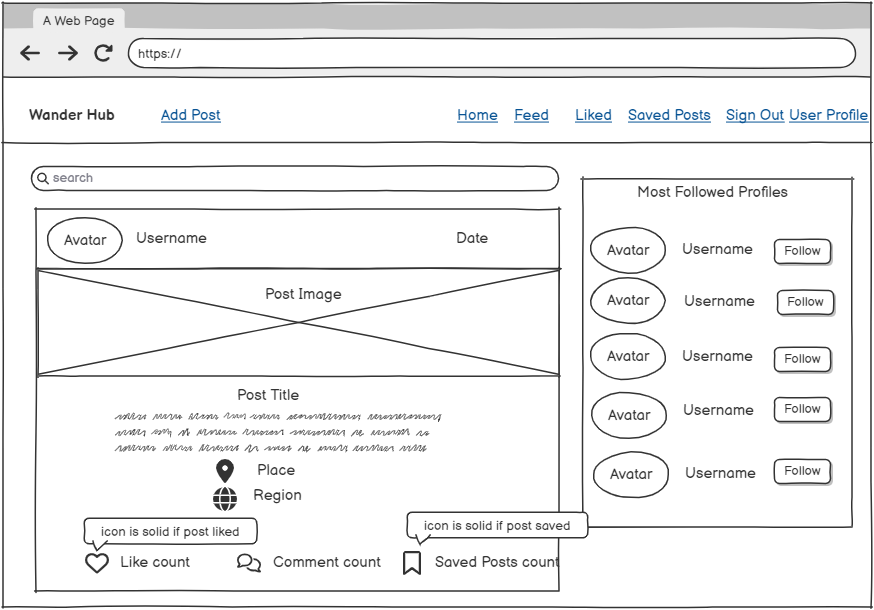 A Web Page
https://
Wander Hub Add Post Home Feed Liked Saved Posts Sign Out User Profile
search
Avatar Username Date
Post Image
Post Title
Place
Region
icon is solid if post liked
icon is solid if post saved
Like count Comment count Saved Posts count
Most Followed Profiles
Avatar Username Follow
Avatar Username Follow
Avatar Username Follow
Avatar Username Follow
Avatar Username Follow